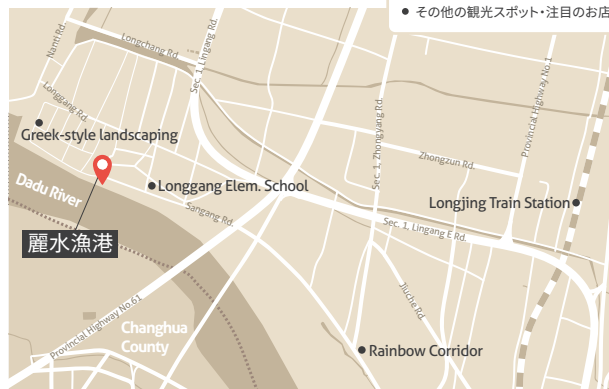 ● その他の観光スポット・注目のお店
Nanti Rd.
Longchang Rd.
Sec. 1, Lingang Rd.
Provincial Highway No.1
Longgang Rd.
Greek-style landscaping
Sec. 1, Zhongyang Rd.
Zhongzun Rd.
Longgang Elem. School
Dadu River
Longjing Train Station
Sangang Rd.
Sec. 1, Lingang E Rd.
麗水漁港
Jiuche Rd.
Provincial Highway No.61
Changhua
County
Rainbow Corridor